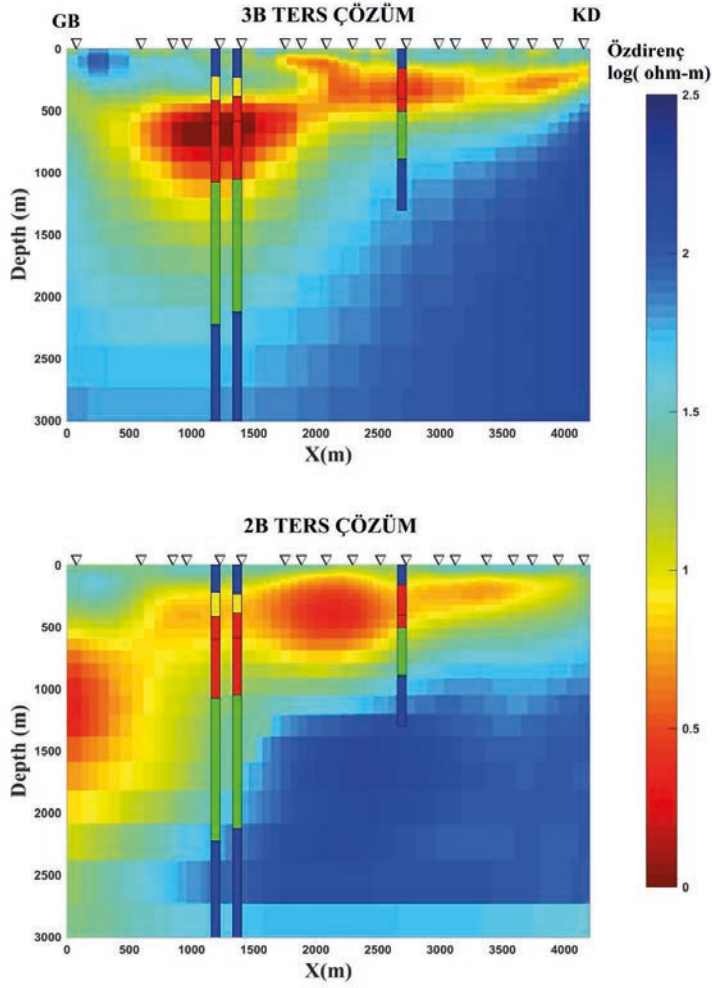 GB
3B TERS ÇÖZÜM
KD
Özdirenç
log( ohm-m)
0
500
1000
1500
2000
2500
3000
Depth (m)
0 500 1000 1500 2000 2500 3000 3500 4000
X(m)
2.5
2
1.5
1
0.5
0
2B TERS ÇÖZÜM
0
500
1000
1500
2000
2500
3000
Depth (m)
0 500 1000 1500 2000 2500 3000 3500 4000
X(m)